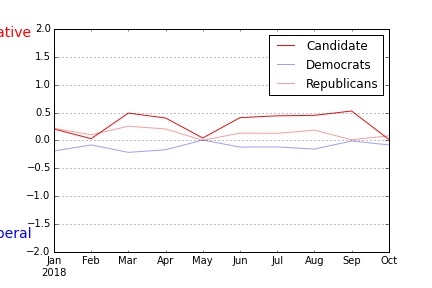 2.0
1.5
1.0
0.5
0.0
−0.5
−1.0
−1.5
−2.0
Candidate
Democrats
Republicans
ative
beral
Jan Feb Mar Apr May Jun Jul Aug Sep Oct
2018